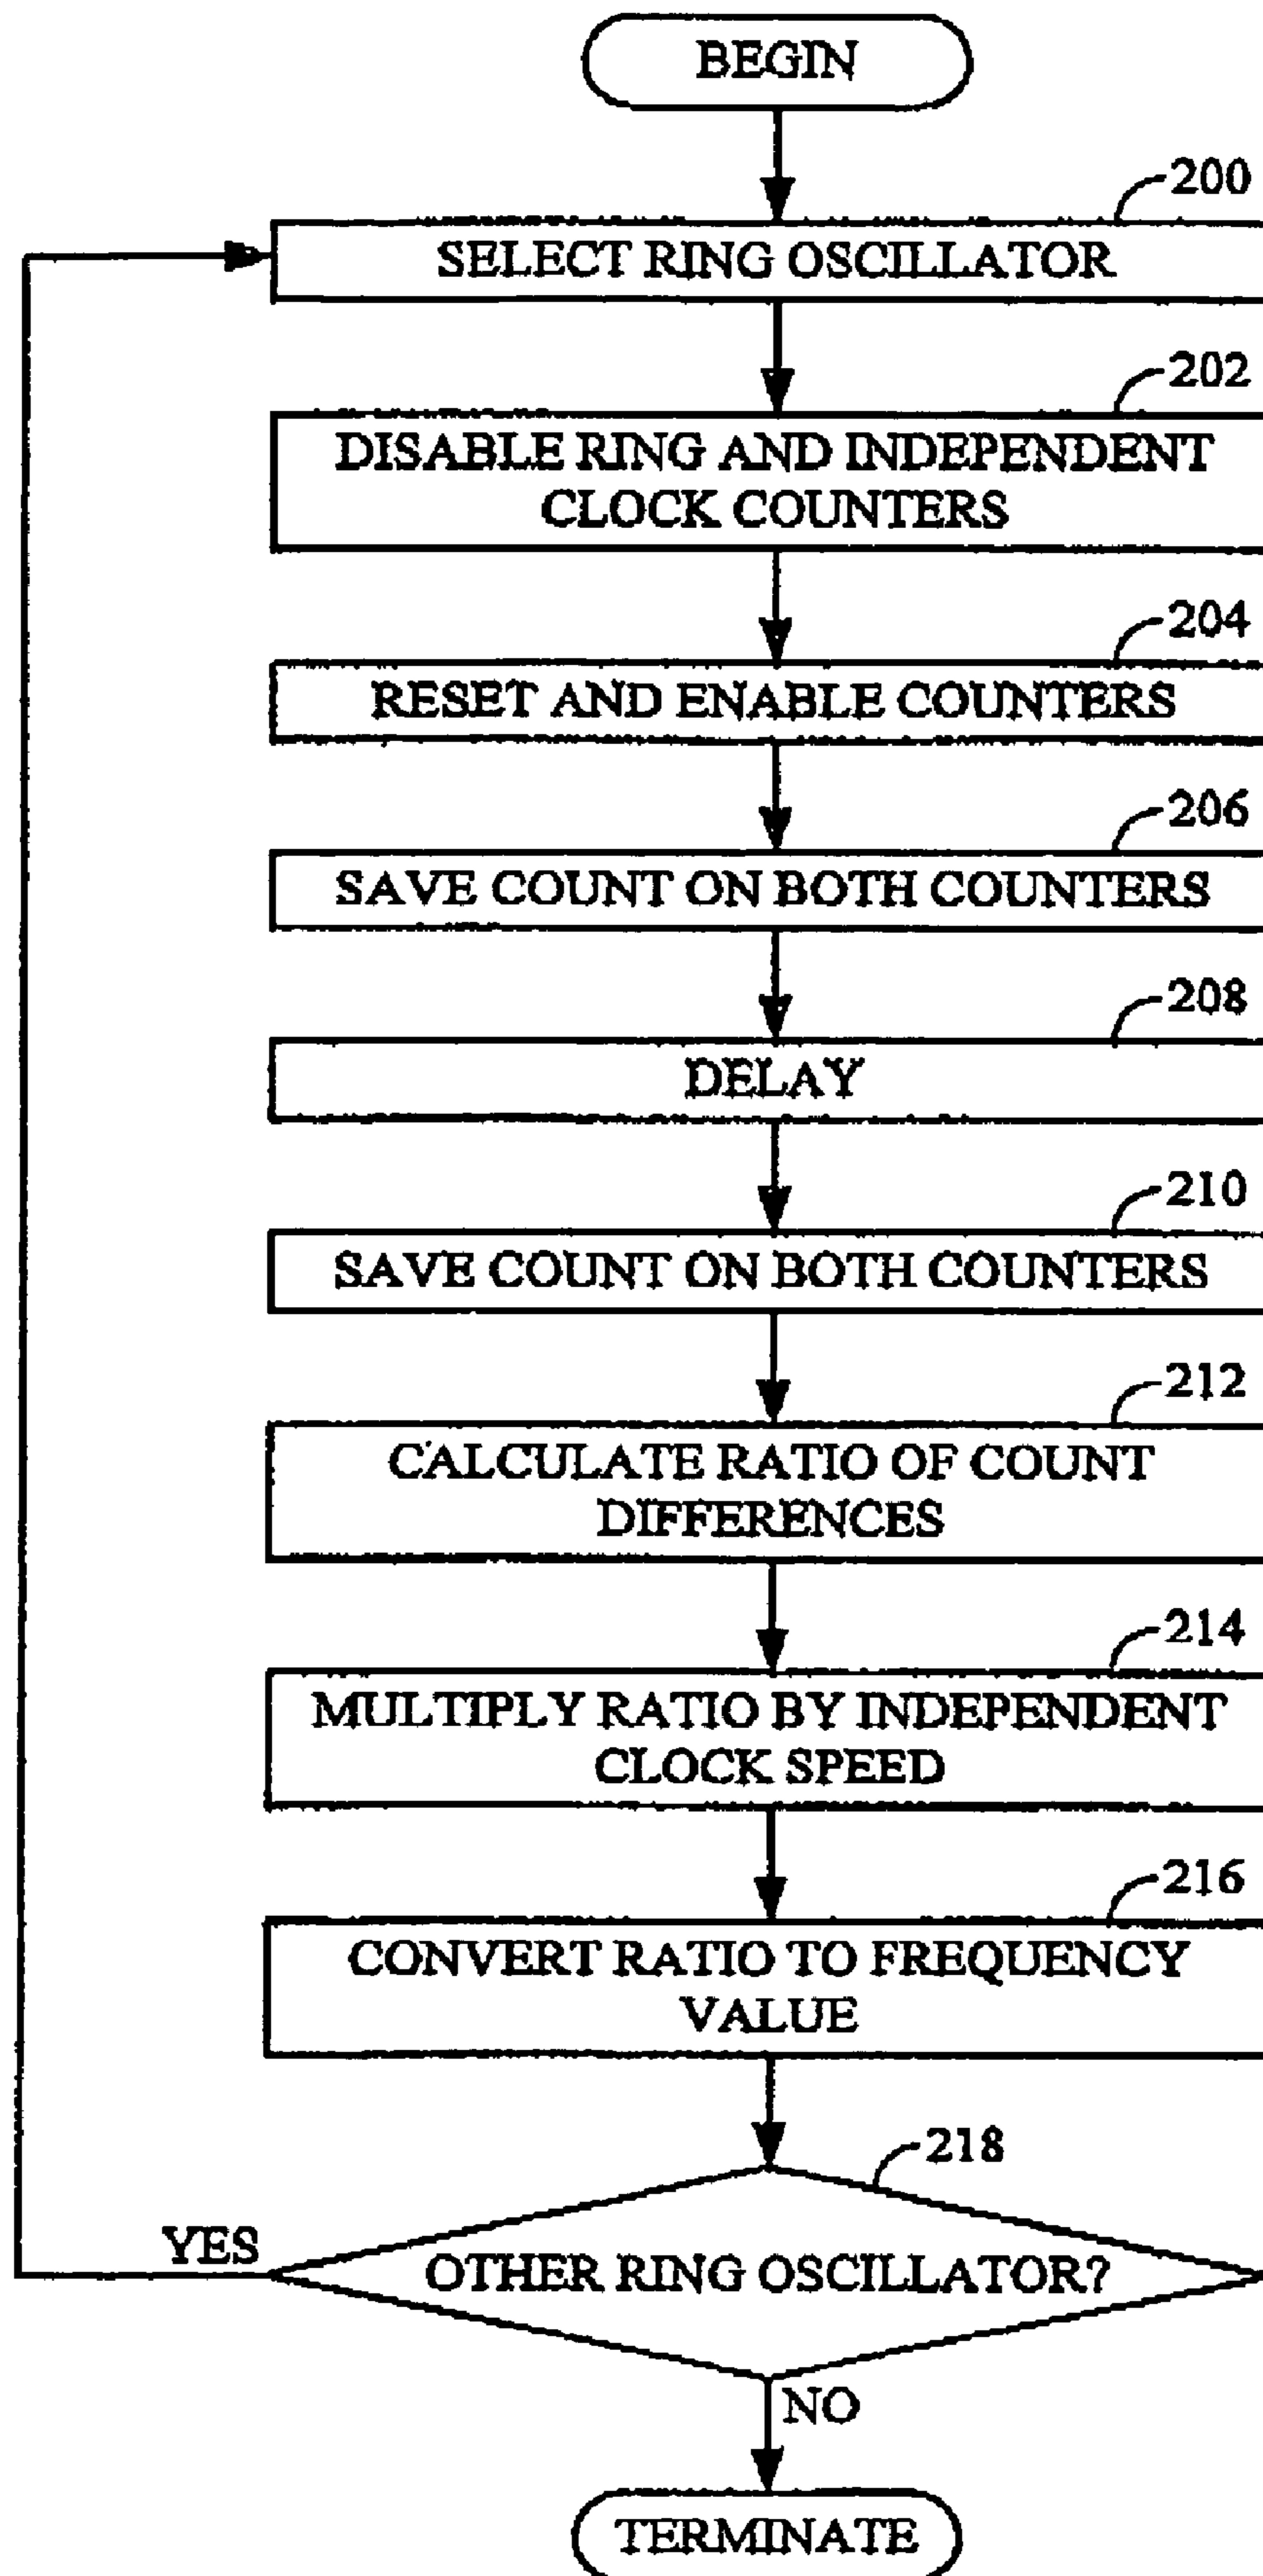 BEGIN
200
SELECT RING OSCILLATOR
202
DISABLE RING AND INDEPENDENT
CLOCK COUNTERS
204
RESET AND ENABLE COUNTERS
206
SAVE COUNT ON BOTH COUNTERS
208
DELAY
210
SAVE COUNT ON BOTH COUNTERS
212
CALCULATE RATIO OF COUNT
DIFFERENCES
214
MULTIPLY RATIO BY INDEPENDENT
CLOCK SPEED
216
CONVERT RATIO TO FREQUENCY
VALUE
218
YES
OTHER RING OSCILLATOR?
NO
TERMINATE